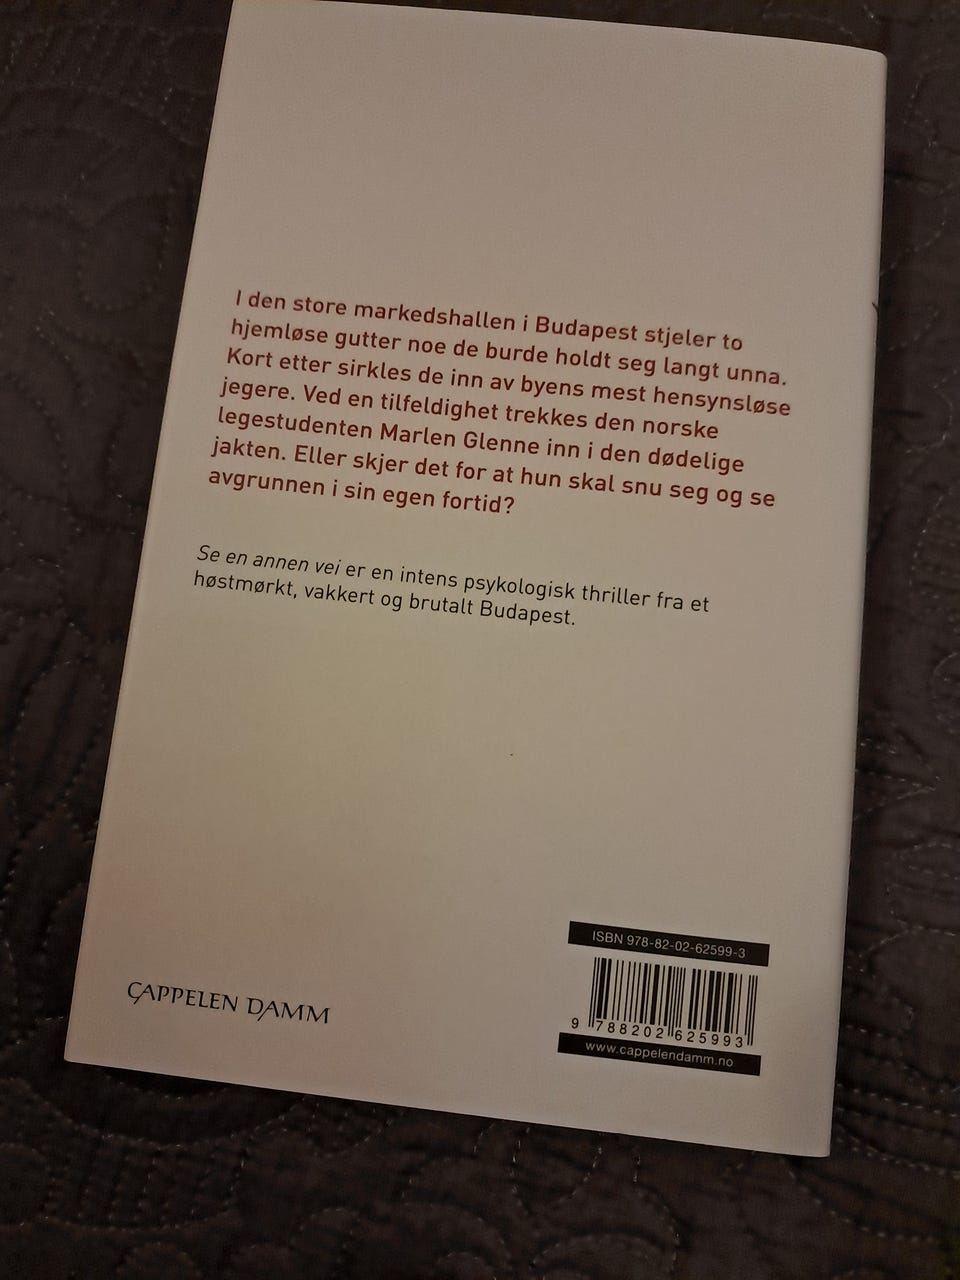 I den store markedshallen i Budapest stjeler to
hjemløse gutter noe de burde holdt seg langt unna.
Kort etter sirkles de inn av byens mest hensynsløse
jegere. Ved en tilfeldighet trekkes den norske
legestudenten Marlen Glenne inn i den dødelige
jakten. Eller skjer det for at hun skal snu seg og se
avgrunnen i sin egen fortid?
Se en annen vei er en intens psykologisk thriller fra et
høstmørkt, vakkert og brutalt Budapest.
CAPPELEN DAMM
ISBN 978-82-02-62599-3
9 788202 625993
www.cappelendamm.no